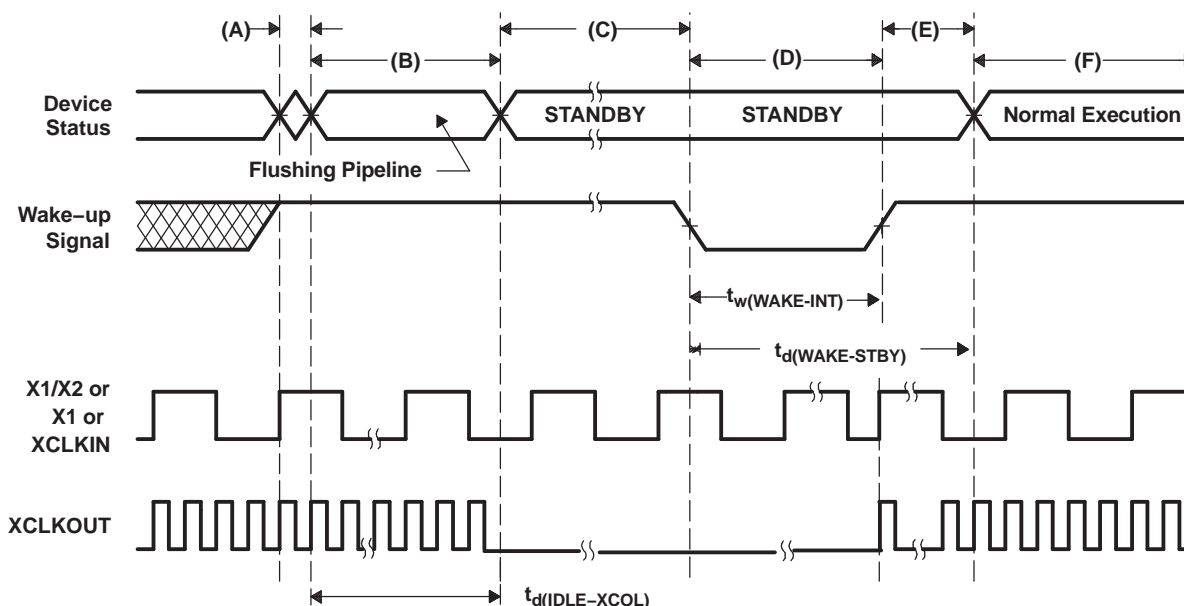 (A)
(B)
(C)
(D)
(E)
(F)
Device
Status
STANDBY
STANDBY
Normal Execution
Flushing Pipeline
Wake−up
Signal
tw(WAKE-INT)
td(WAKE-STBY)
X1/X2 or
X1 or
XCLKIN
XCLKOUT
td(IDLE−XCOL)